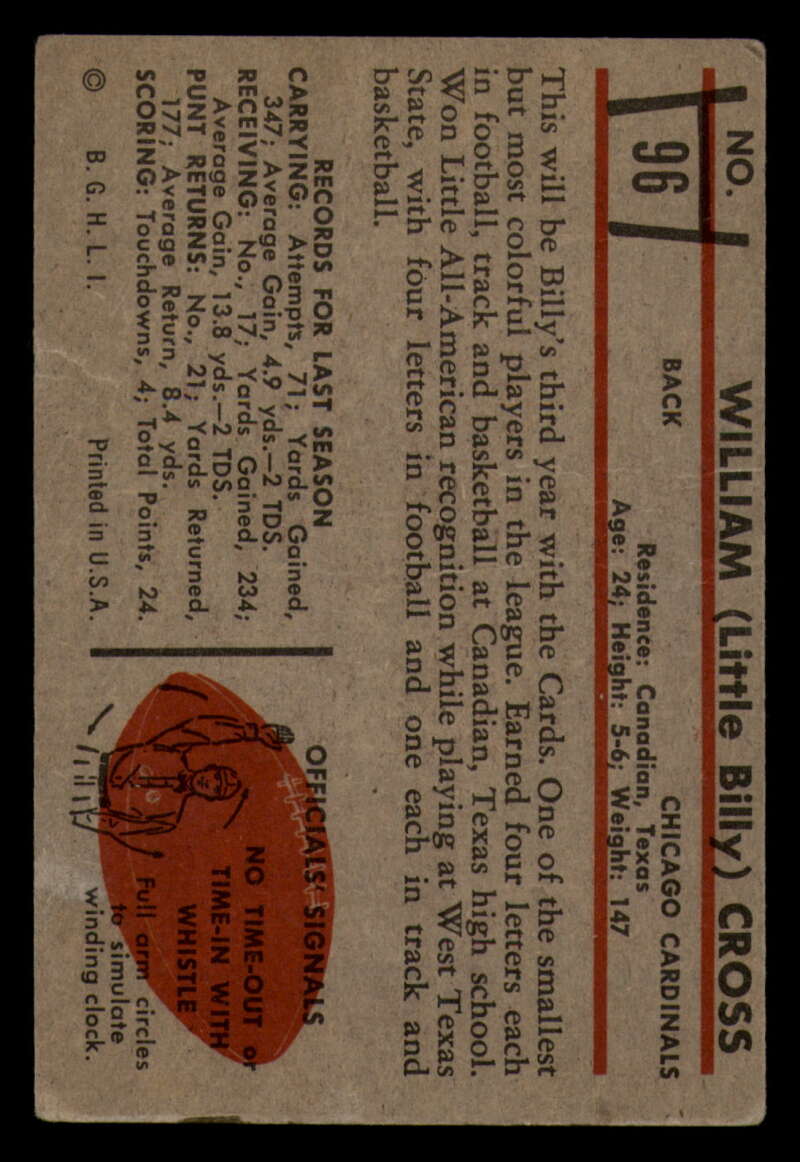 NO.
96
WILLIAM (Little Billy) CROSS
BACK
CHICAGO CARDINALS
Residence: Canadian, Texas
Age: 24; Height: 5-6; Weight: 147
This will be Billy's third year with the Cards. One of the smallest
but most colorful players in the league. Earned four letters each
in football, track and basketball at Canadian, Texas high school.
Won Little All-American recognition while playing at West Texas
State, with four letters in football and one each in track and
basketball.
RECORDS FOR LAST SEASON
CARRYING: Attempts, 71; Yards Gained,
347; Average Gain, 4.9 yds.—2 TDS.
RECEIVING: No., 17; Yards Gained, 234;
Average Gain, 13.8 yds.—2 TDS.
PUNT RETURNS: No., 21; Yards Returned,
177; Average Return, 8.4 yds.
SCORING: Touchdowns, 4; Total Points, 24.
© B. G. H. L. I.
Printed in U.S.A.
OFFICIALS' SIGNALS
NO TIME-OUT or
TIME-IN WITH
WHISTLE
Full arm circles
to simulate
winding clock.